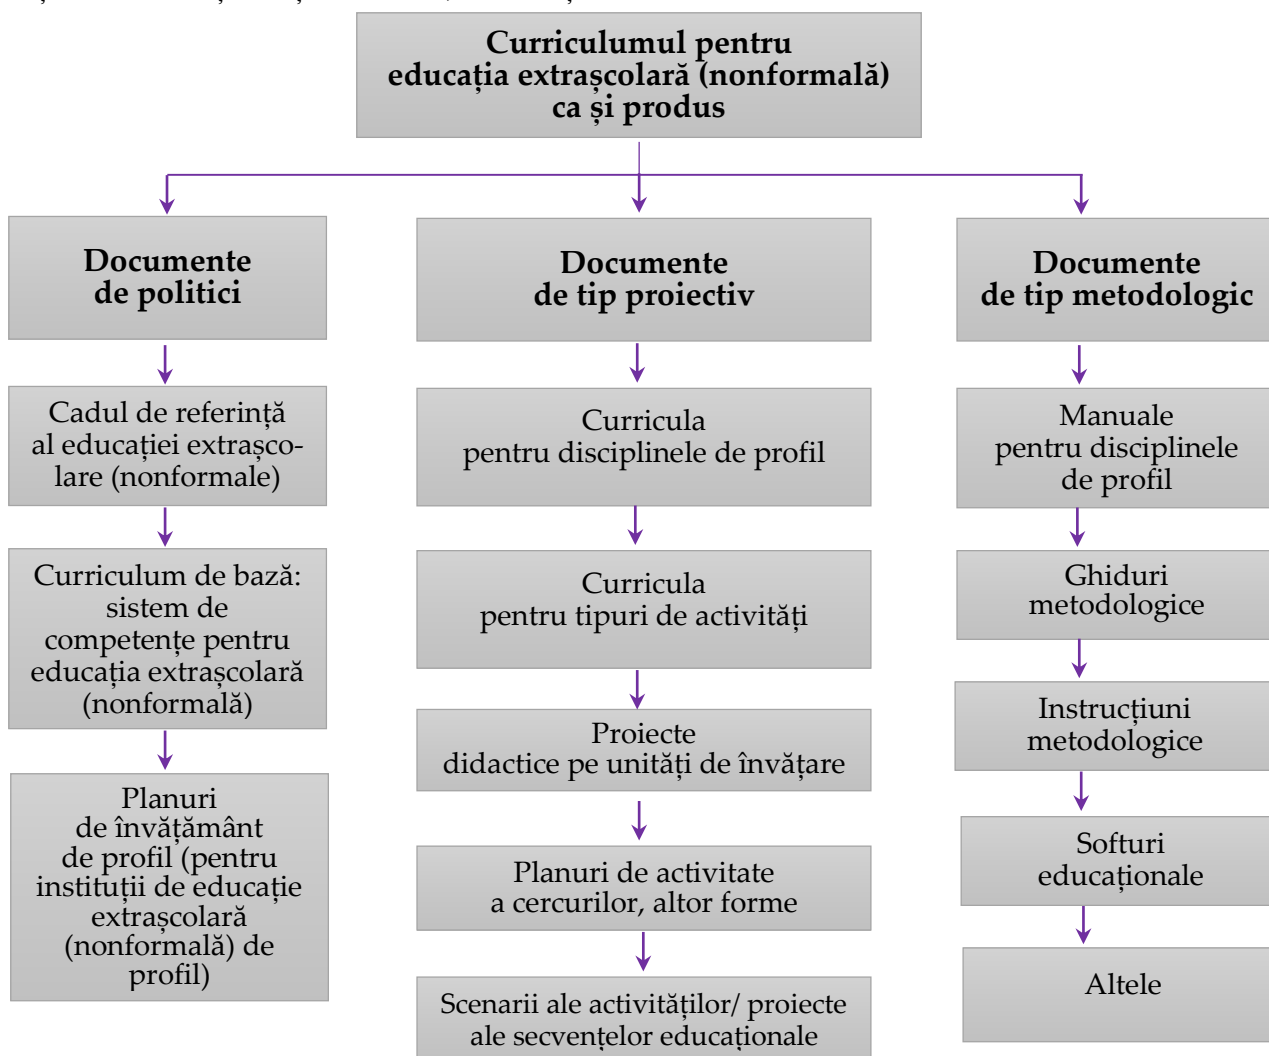 Curriculumul pentru
educația extrașcolară (nonformală)
ca și produs
Documente
de politici
Cadul de referință
al educației extrașco-
lare (nonformale)
Curriculum de bază:
sistem de
competențe pentru
educația extrașcolară
(nonformală)
Planuri
de învățământ
de profil (pentru
instituții de educație
extrașcolară
(nonformală) de
profil)
Documente
de tip proiectiv
Curricula
pentru disciplinele de profil
Curricula
pentru tipuri de activități
Proiecte
didactice pe unități de învățare
Planuri de activitate
a cercurilor, altor forme
Scenarii ale activităților/ proiecte
ale secvențelor educaționale
Documente
de tip metodologic
Manuale
pentru disciplinele
de profil
Ghiduri
metodologice
Instrucțiuni
metodologice
Softuri
educaționale
Altele